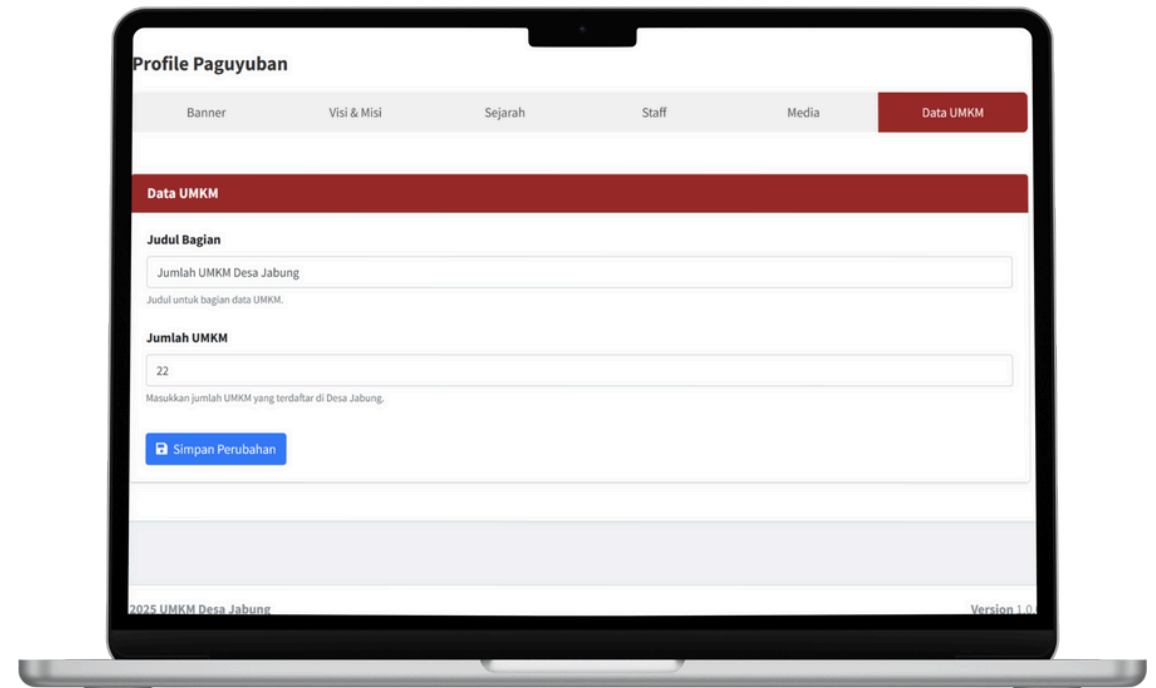 Profile Paguyuban
Banner Visi & Misi Sejarah Staff Media Data UMKM
Data UMKM
Judul Bagian
Jumlah UMKM Desa Jabung
Judul untuk bagian data UMKM.
Jumlah UMKM
22
Masukkan jumlah UMKM yang terdaftar di Desa Jabung.
Simpan Perubahan
2025 UMKM Desa Jabung Version 1.0.